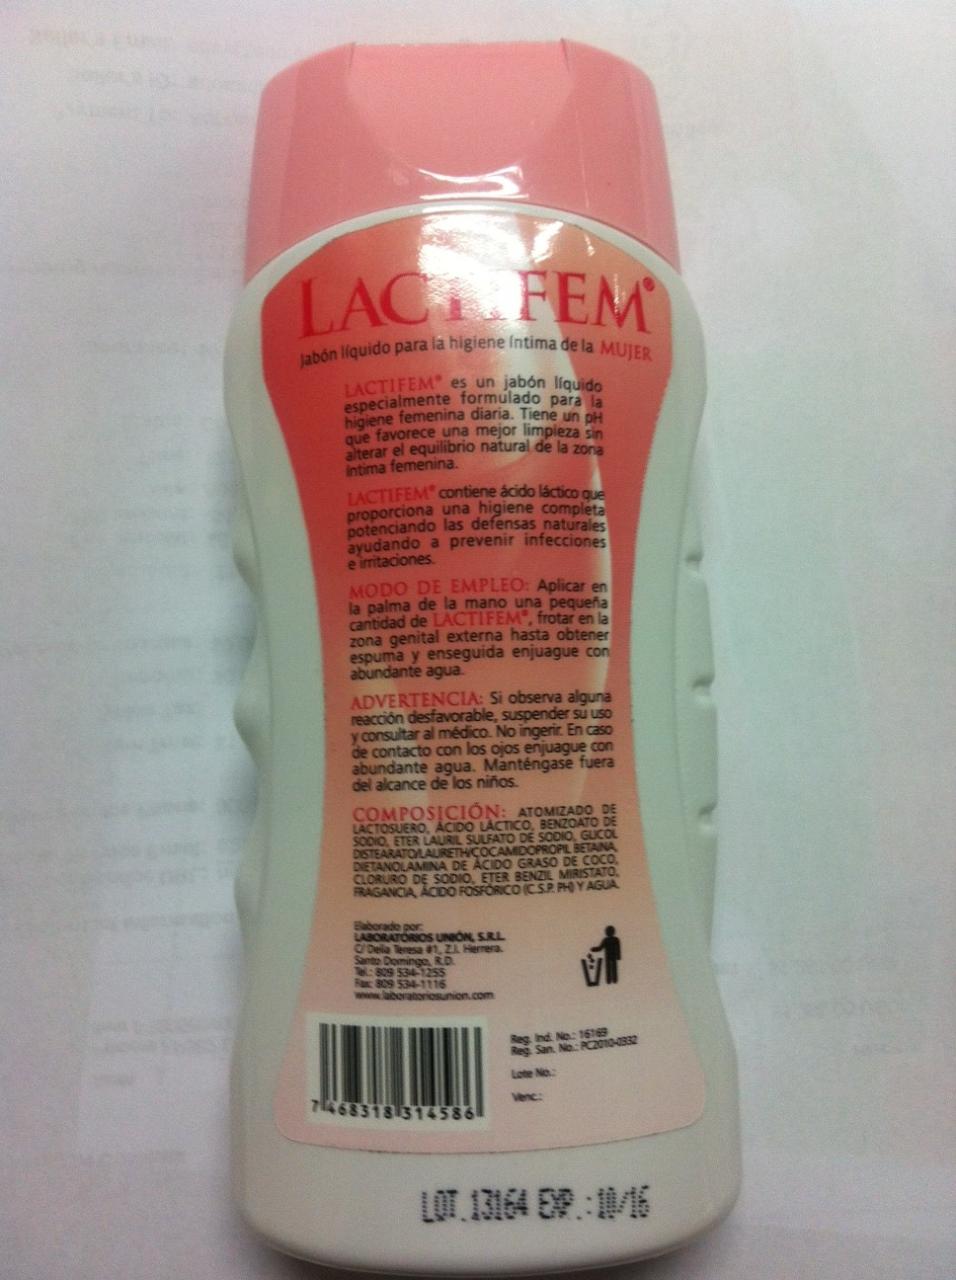 LACTIFEM®
Jabón líquido para la higiene íntima de la MUJER
LACTIFEM® es un jabón líquido
especialmente formulado para la
higiene femenina diaria. Tiene un pH
que favorece una mejor limpieza sin
alterar el equilibrio natural de la zona
íntima femenina.
LACTIFEM® contiene ácido láctico que
proporciona una higiene completa
potenciando las defensas naturales
ayudando a prevenir infecciones
e irritaciones.
MODO DE EMPLEO: Aplicar en
la palma de la mano una pequeña
cantidad de LACTIFEM®, frotar en la
zona genital externa hasta obtener
espuma y enseguida enjuague con
abundante agua.
ADVERTENCIA: Si observa alguna
reacción desfavorable, suspender su uso
y consultar al médico. No ingerir. En caso
de contacto con los ojos enjuague con
abundante agua. Manténgase fuera
del alcance de los niños.
COMPOSICIÓN: ATOMIZADO DE
LACTOSUERO, ÁCIDO LÁCTICO, BENZOATO DE
SODIO, ETER LAURIL SULFATO DE SODIO, GLICOL
DISTEARATO/LAURETH/COCAMIDOPROPIL BETAINA,
DIETANOLAMINA DE ÁCIDO GRASO DE COCO,
CLORURO DE SODIO, ETER BENZIL MIRISTATO,
FRAGANCIA, ÁCIDO FOSFÓRICO (C.S.P. PH) Y AGUA.
Elaborado por:
LABORATORIOS UNIÓN, S.R.L.
C/ Delia Teresa #1, Z.I. Herrera.
Santo Domingo, R.D.
Tel.: 809 534-1255
Fax: 809 534-1116
www.laboratoriosunion.com
Reg. Ind. No.: 16169
Reg. San. No.: PC2010-0332
Lote No.:
Venc.:
7 468318 314586
LOT. 13164 EXP.: 10/16